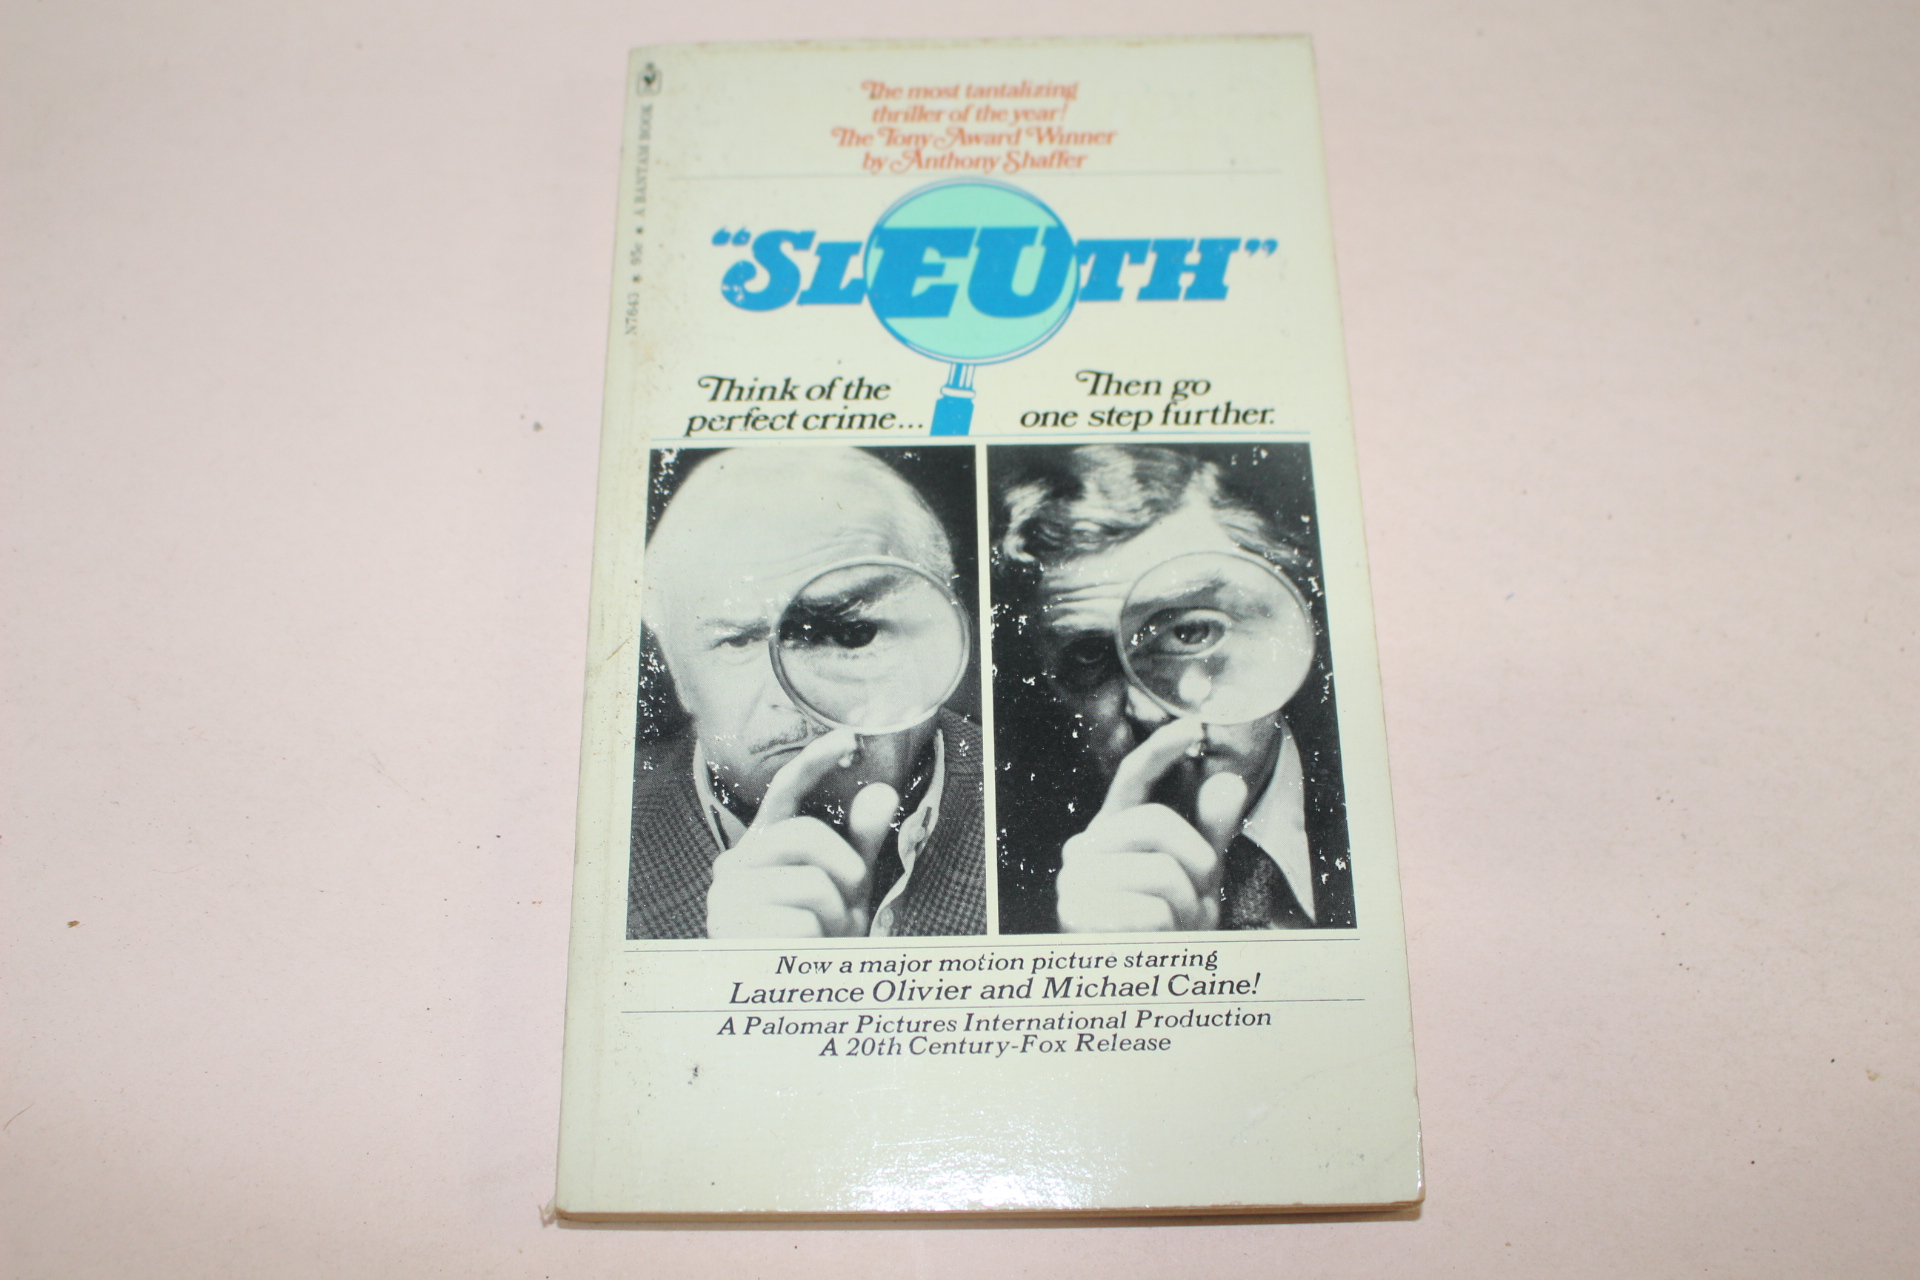 The most tantalizing
thriller of the year!
The Tony Award Winner
by Anthony Shaffer
"SLEUTH"
Think of the
perfect crime...
Then go
one step further.
Now a major motion picture starring
Laurence Olivier and Michael Caine!
A Palomar Pictures International Production
A 20th Century-Fox Release
N7643 • 95c • A BANTAM BOOK